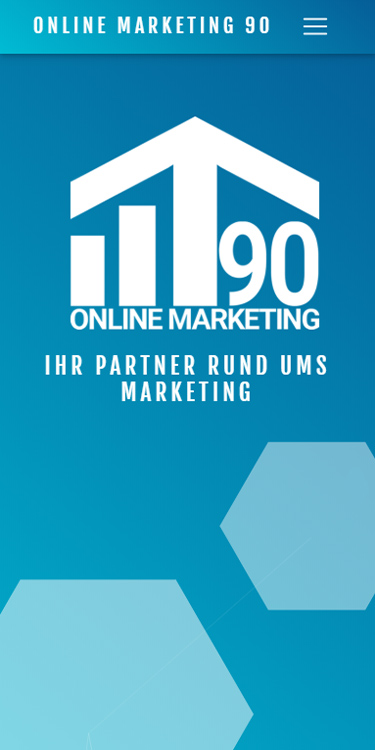 ONLINE MARKETING 90
90
ONLINE MARKETING
IHR PARTNER RUND UMS
MARKETING